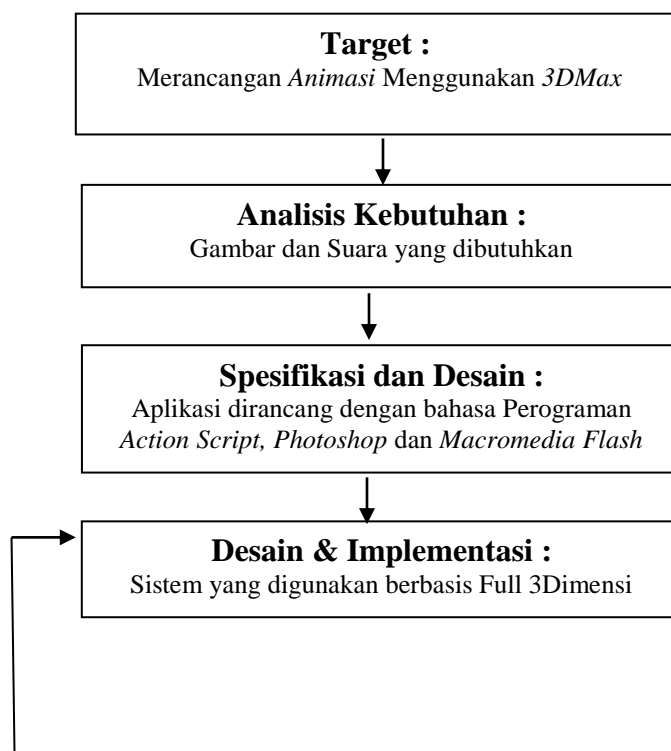 Target :
Merancangan Animasi Menggunakan 3DMax
Analisis Kebutuhan :
Gambar dan Suara yang dibutuhkan
Spesifikasi dan Desain :
Aplikasi dirancang dengan bahasa Perograman
Action Script, Photoshop dan Macromedia Flash
Desain & Implementasi :
Sistem yang digunakan berbasis Full 3Dimensi